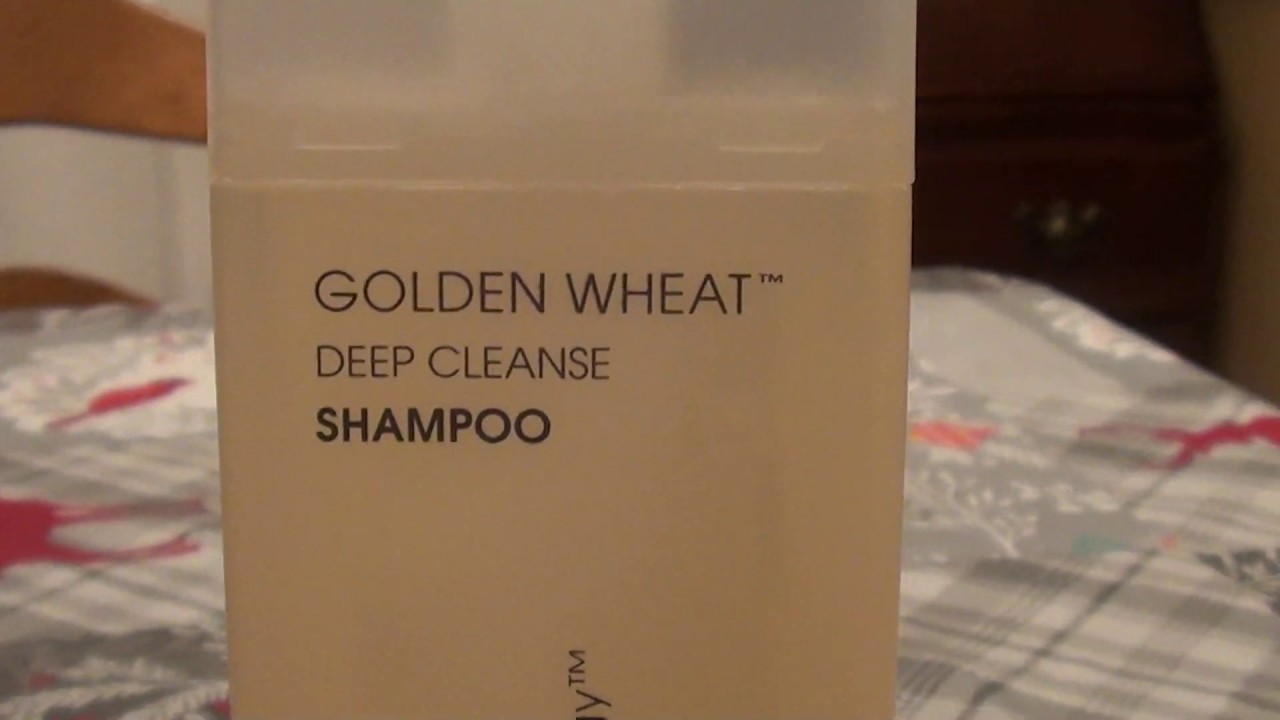 GOLDEN WHEAT™
DEEP CLEANSE
SHAMPOO